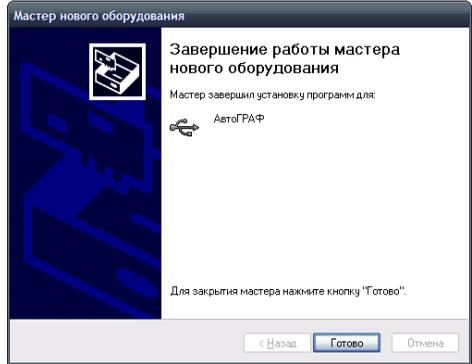 Мастер нового оборудования
Завершение работы мастера
нового оборудования
Мастер завершил установку программ для:
АвтоГРАФ
Для закрытия мастера нажмите кнопку "Готово".
< Назад
Готово
Отмена